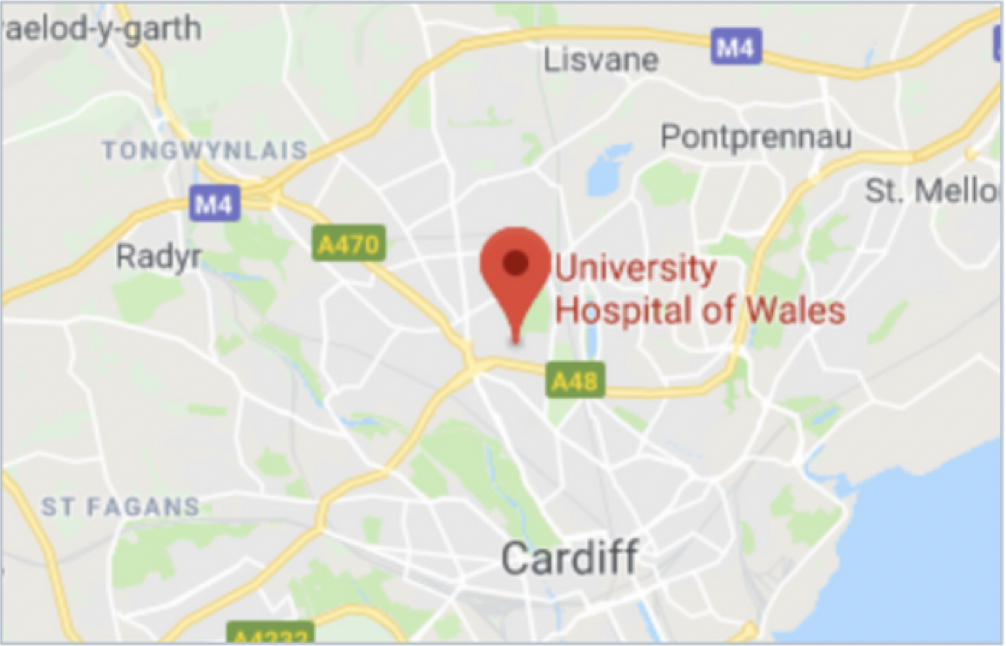 aelod-y-garth
Lisvane
M4
Pontprennau
TONGWYNLAIS
St. Mello
M4
A470
Radyr
University
Hospital of Wales
A48
ST FAGANS
Cardiff
A4232